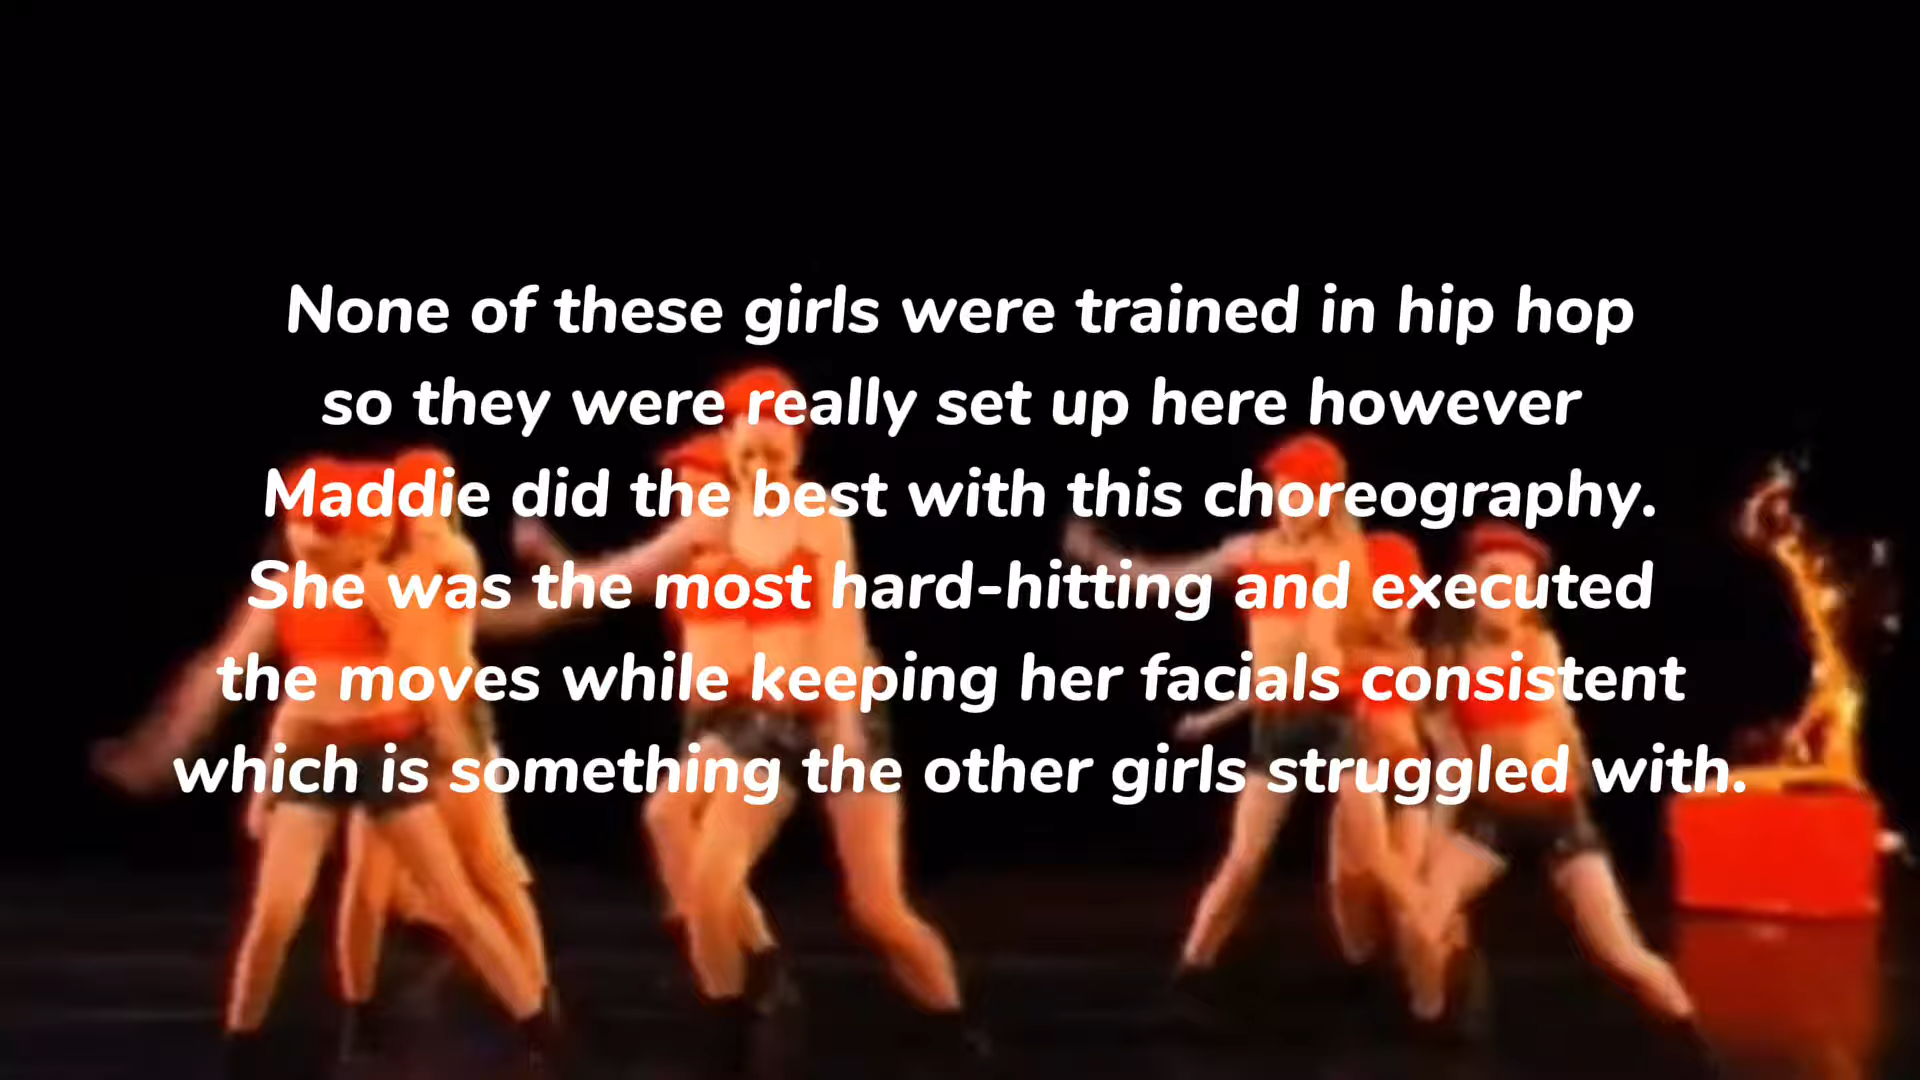 None of these girls were trained in hip hop
so they were really set up here however
Maddie did the best with this choreography.
She was the most hard-hitting and executed
the moves while keeping her facials consistent
which is something the other girls struggled with.